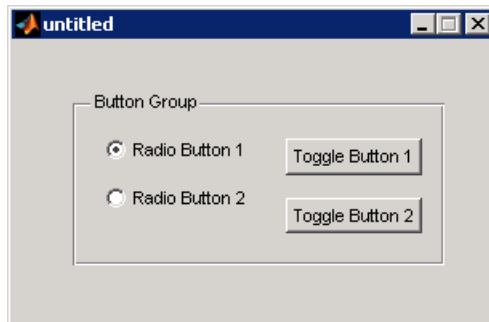 untitled
Button Group
Radio Button 1
Toggle Button 1
Radio Button 2
Toggle Button 2